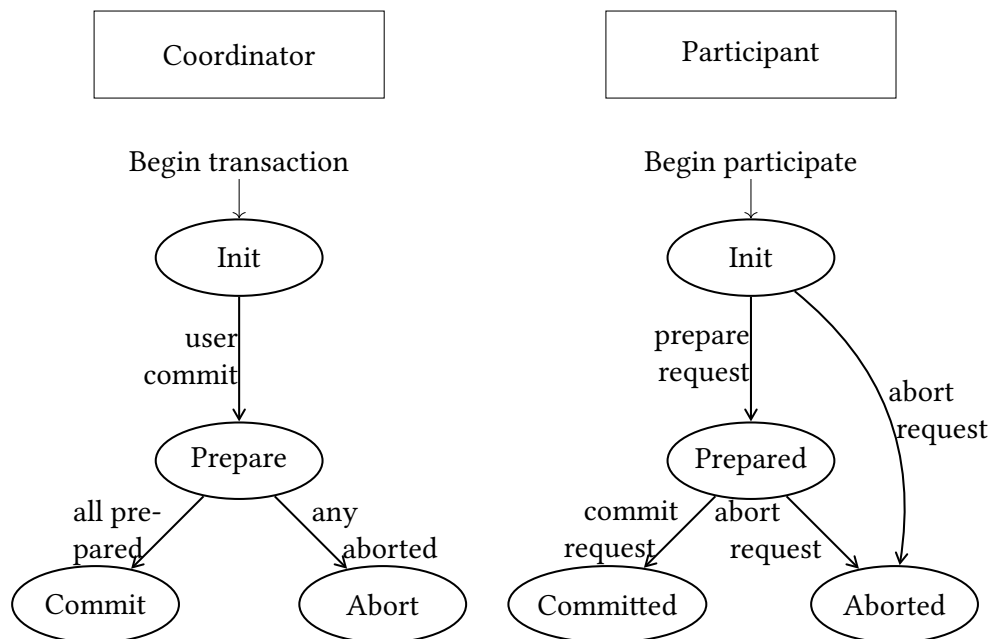 Coordinator
Begin transaction
Init
user
commit
Prepare
all pre-
pared
any
aborted
Commit
Abort
Participant
Begin participate
Init
prepare
request
abort
request
Prepared
commit
request
abort
request
Committed
Aborted